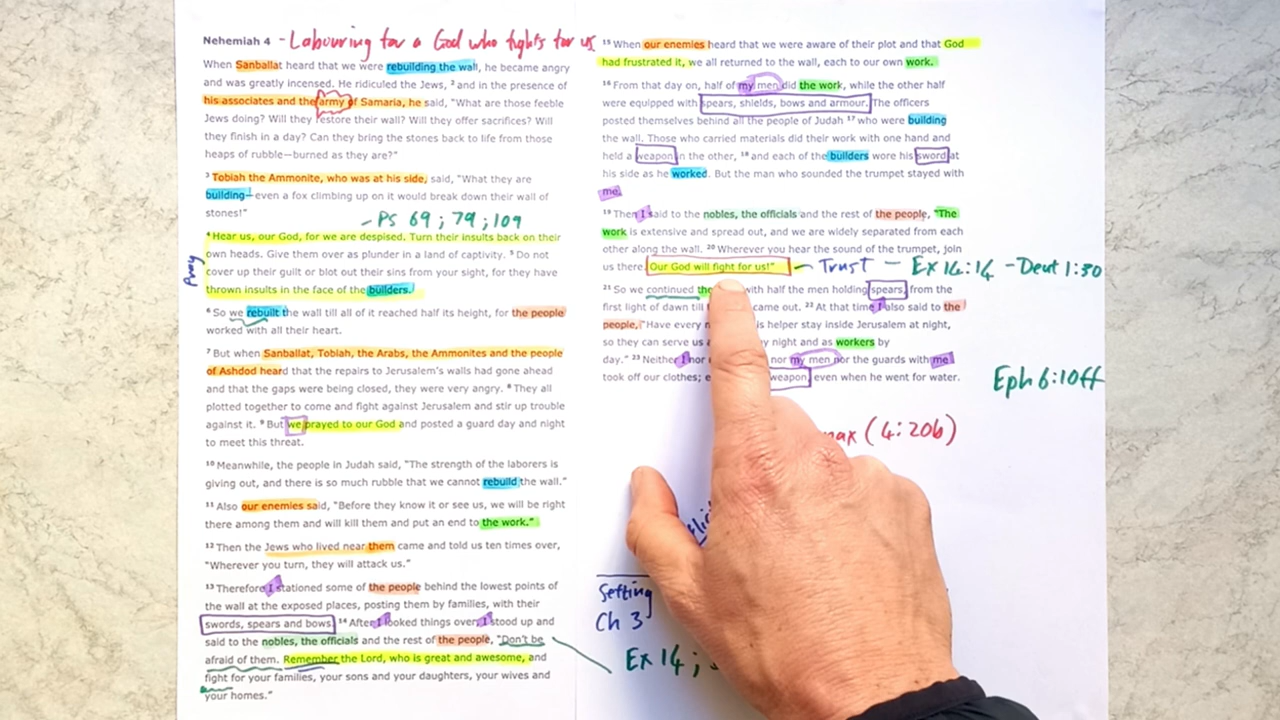 Nehemiah 4 - Labouring for a God who fights for us
When Sanballat heard that we were rebuilding the wall, he became angry
and was greatly incensed. He ridiculed the Jews, ² and in the presence of
his associates and the army of Samaria, he said, "What are those feeble
Jews doing? Will they restore their wall? Will they offer sacrifices? Will
they finish in a day? Can they bring the stones back to life from those
heaps of rubble—burned as they are?"
³ Tobiah the Ammonite, who was at his side, said, "What they are
building—even a fox climbing up on it would break down their wall of
stones!"
- PS 69; 79; 109
Pray
⁴ Hear us, our God, for we are despised. Turn their insults back on their
own heads. Give them over as plunder in a land of captivity. ⁵ Do not
cover up their guilt or blot out their sins from your sight, for they have
thrown insults in the face of the builders.
⁶ So we rebuilt the wall till all of it reached half its height, for the people
worked with all their heart.
⁷ But when Sanballat, Tobiah, the Arabs, the Ammonites and the people
of Ashdod heard that the repairs to Jerusalem's walls had gone ahead
and that the gaps were being closed, they were very angry. ⁸ They all
plotted together to come and fight against Jerusalem and stir up trouble
against it. ⁹ But we prayed to our God and posted a guard day and night
to meet this threat.
¹⁰ Meanwhile, the people in Judah said, "The strength of the laborers is
giving out, and there is so much rubble that we cannot rebuild the wall."
¹¹ Also our enemies said, "Before they know it or see us, we will be right
there among them and will kill them and put an end to the work."
¹² Then the Jews who lived near them came and told us ten times over,
"Wherever you turn, they will attack us."
¹³ Therefore I stationed some of the people behind the lowest points of
the wall at the exposed places, posting them by families, with their
swords, spears and bows. ¹⁴ After I looked things over, I stood up and
said to the nobles, the officials and the rest of the people, "Don't be
afraid of them. Remember the Lord, who is great and awesome, and
fight for your families, your sons and your daughters, your wives and
your homes."
¹⁵ When our enemies heard that we were aware of their plot and that God
had frustrated it, we all returned to the wall, each to our own work.
¹⁶ From that day on, half of my men did the work, while the other half
were equipped with spears, shields, bows and armour. The officers
posted themselves behind all the people of Judah ¹⁷ who were building
the wall. Those who carried materials did their work with one hand and
held a weapon in the other, ¹⁸ and each of the builders wore his sword at
his side as he worked. But the man who sounded the trumpet stayed with
me.
¹⁹ Then I said to the nobles, the officials and the rest of the people, "The
work is extensive and spread out, and we are widely separated from each
other along the wall. ²⁰ Wherever you hear the sound of the trumpet, join
us there. Our God will fight for us!" - Trust - Ex 14:14 - Deut 1:30
²¹ So we continued with half the men holding spears, from the
first light of dawn till came out. ²² At that time I also said to the
people, "Have every helper stay inside Jerusalem at night,
so they can serve us night and as workers by
day." ²³ Neither I nor nor my men nor the guards with me
took off our clothes; weapon, even when he went for water.
Eph 6:10ff
(4:20b)
Setting
Ch 3
Ex 14;